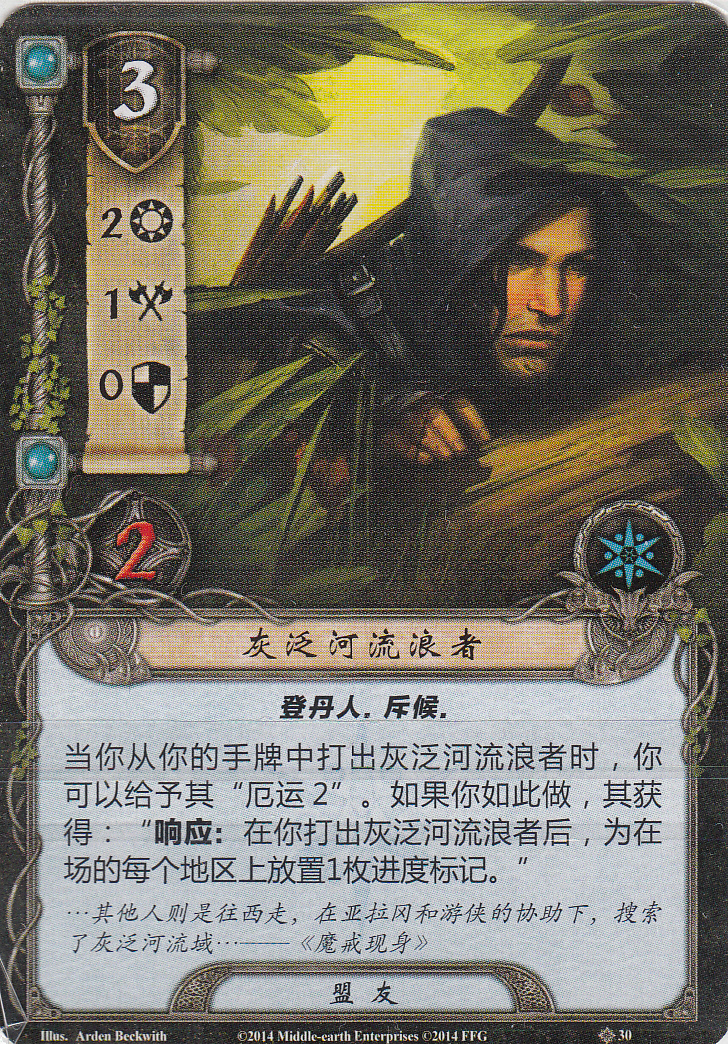 3
2
1
0
2
灰泛河流浪者
登丹人. 斥候.
当你从你的手牌中打出灰泛河流浪者时，你
可以给予其“厄运2”。如果你如此做，其获
得：“响应：在你打出灰泛河流浪者后，为在
场的每个地区上放置1枚进度标记。”
…其他人则是往西走，在亚拉冈和游侠的协助下，搜索
了灰泛河流域…——《魔戒现身》
盟友
Illus. Arden Beckwith ©2014 Middle-earth Enterprises ©2014 FFG 30